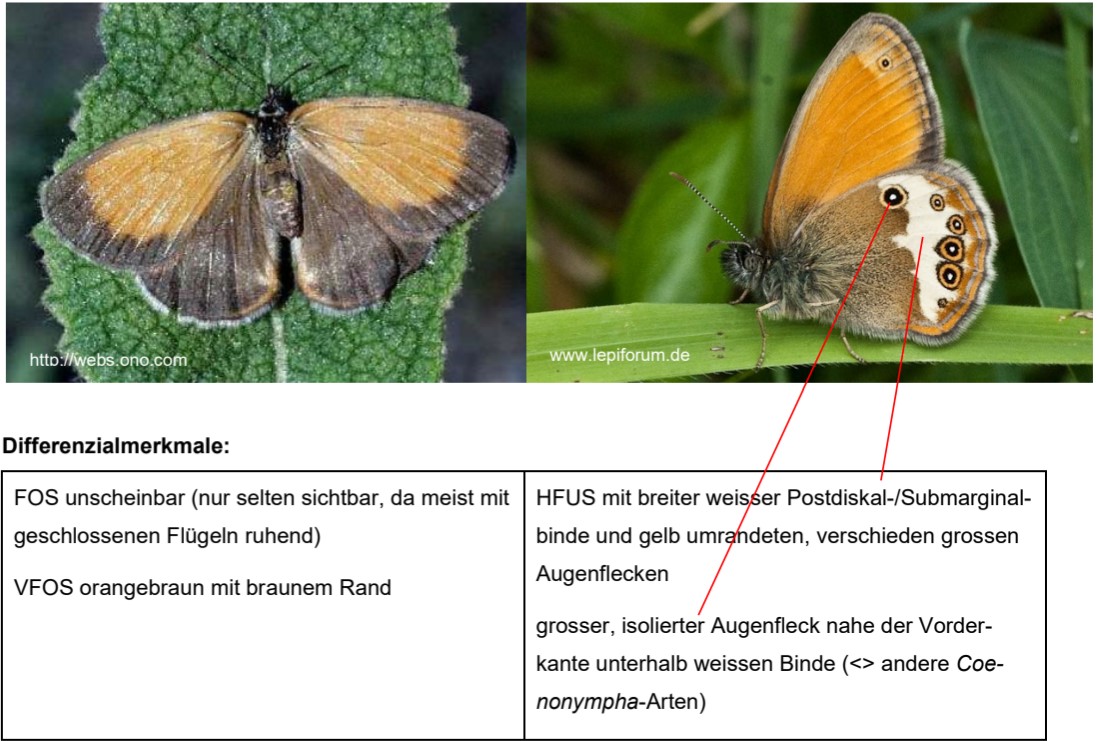 http://webs.ono.com
www.lepiforum.de
Differenzialmerkmale:
FOS unscheinbar (nur selten sichtbar, da meist mit
geschlossenen Flügeln ruhend)
VFOS orangebraun mit braunem Rand
HFUS mit breiter weisser Postdiskal-/Submarginal-
binde und gelb umrandeten, verschieden grossen
Augenflecken
grosser, isolierter Augenfleck nahe der Vorder-
kante unterhalb weissen Binde (<> andere Coe-
nonympha-Arten)